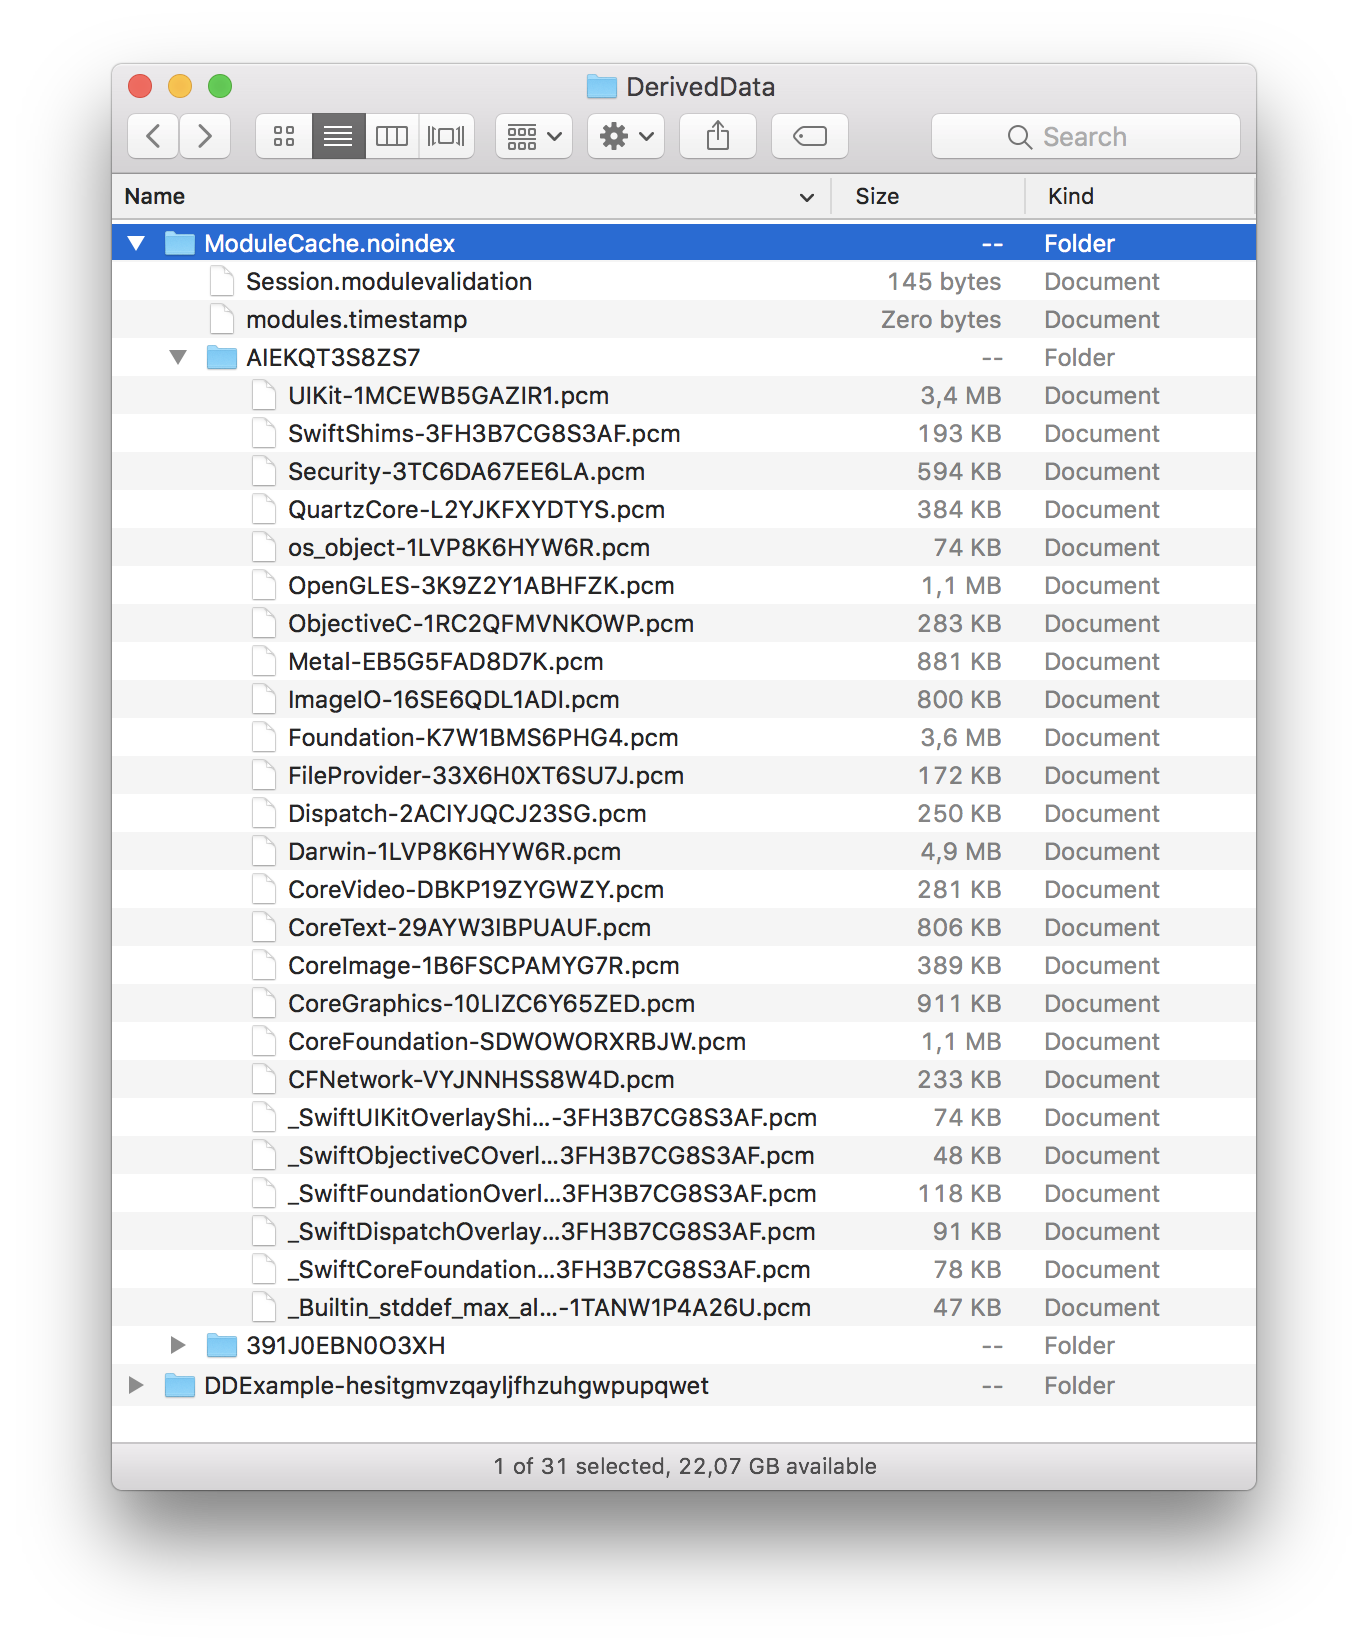 DerivedData
Search
Name Size Kind
ModuleCache.noindex -- Folder
Session.modulevalidation 145 bytes Document
modules.timestamp Zero bytes Document
AIEKQT3S8ZS7 -- Folder
UIKit-1MCEWB5GAZIR1.pcm 3,4 MB Document
SwiftShims-3FH3B7CG8S3AF.pcm 193 KB Document
Security-3TC6DA67EE6LA.pcm 594 KB Document
QuartzCore-L2YJKFXYDTYS.pcm 384 KB Document
os_object-1LVP8K6HYW6R.pcm 74 KB Document
OpenGLES-3K9Z2Y1ABHFZK.pcm 1,1 MB Document
ObjectiveC-1RC2QFMVNKOWP.pcm 283 KB Document
Metal-EB5G5FAD8D7K.pcm 881 KB Document
ImageIO-16SE6QDL1ADI.pcm 800 KB Document
Foundation-K7W1BMS6PHG4.pcm 3,6 MB Document
FileProvider-33X6H0XT6SU7J.pcm 172 KB Document
Dispatch-2ACIYJQCJ23SG.pcm 250 KB Document
Darwin-1LVP8K6HYW6R.pcm 4,9 MB Document
CoreVideo-DBKP19ZYGWZY.pcm 281 KB Document
CoreText-29AYW3IBPUAUF.pcm 806 KB Document
CoreImage-1B6FSCPAMYG7R.pcm 389 KB Document
CoreGraphics-10LIZC6Y65ZED.pcm 911 KB Document
CoreFoundation-SDWOWORXRBJW.pcm 1,1 MB Document
CFNetwork-VYJNNHSS8W4D.pcm 233 KB Document
_SwiftUIKitOverlayShi...-3FH3B7CG8S3AF.pcm 74 KB Document
_SwiftObjectiveCOverl...3FH3B7CG8S3AF.pcm 48 KB Document
_SwiftFoundationOverl...3FH3B7CG8S3AF.pcm 118 KB Document
_SwiftDispatchOverlay...3FH3B7CG8S3AF.pcm 91 KB Document
_SwiftCoreFoundation...3FH3B7CG8S3AF.pcm 78 KB Document
_Builtin_stddef_max_al...-1TANW1P4A26U.pcm 47 KB Document
391J0EBN0O3XH -- Folder
DDExample-hesitgmvzqayljfhzuhgwpupqwet -- Folder
1 of 31 selected, 22,07 GB available